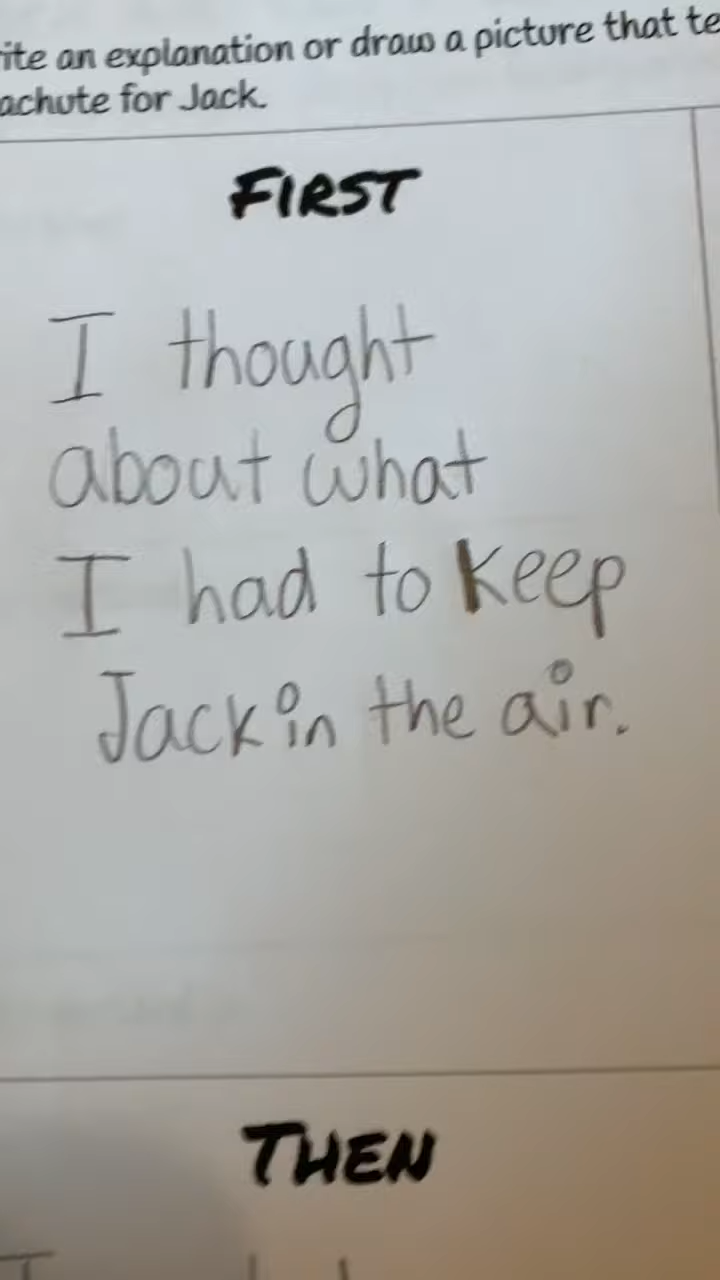 ite an explanation or draw a picture that te
achute for Jack.
FIRST
I thought
about what
I had to keep
Jack in the air.
THEN